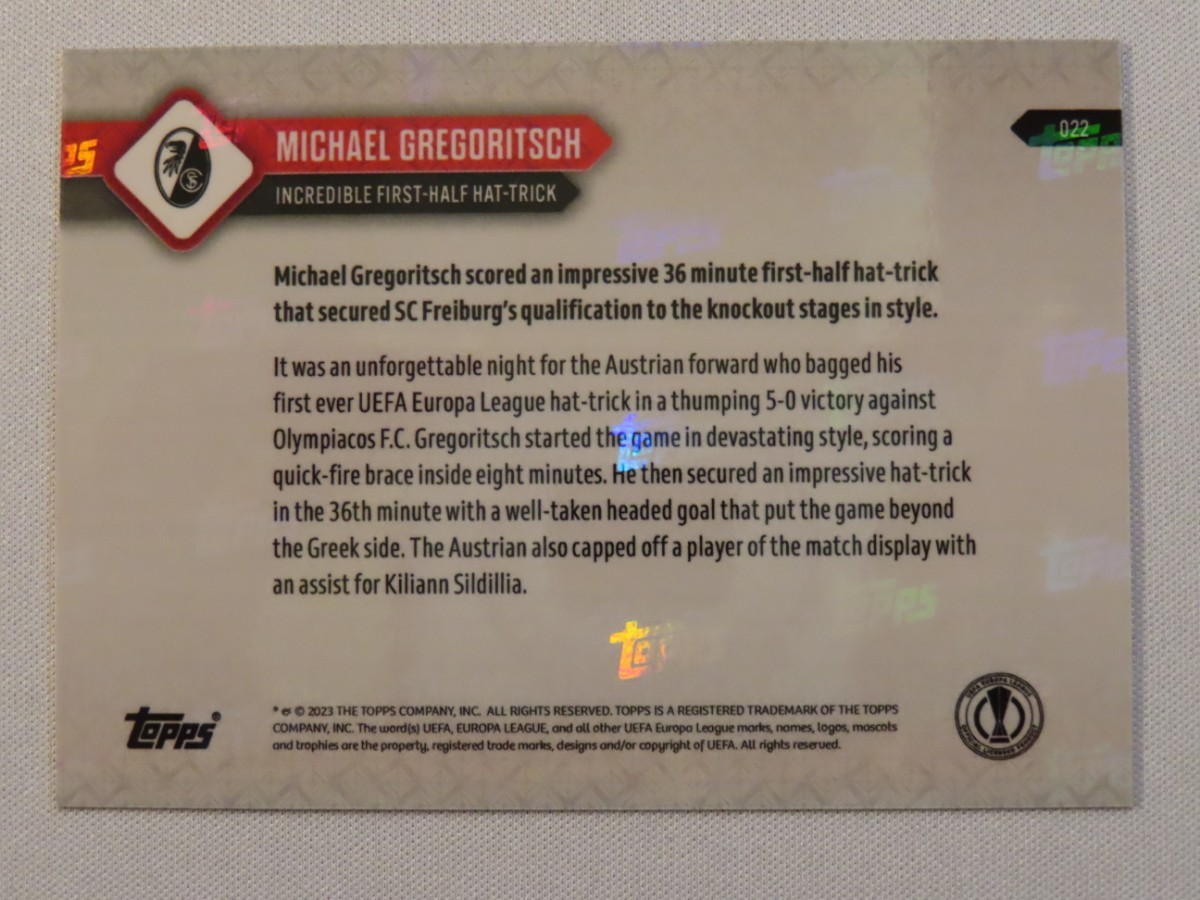 MICHAEL GREGORITSCH
022
INCREDIBLE FIRST-HALF HAT-TRICK
Michael Gregoritsch scored an impressive 36 minute first-half hat-trick
that secured SC Freiburg's qualification to the knockout stages in style.
It was an unforgettable night for the Austrian forward who bagged his
first ever UEFA Europa League hat-trick in a thumping 5-0 victory against
Olympiacos F.C. Gregoritsch started the game in devastating style, scoring a
quick-fire brace inside eight minutes. He then secured an impressive hat-trick
in the 36th minute with a well-taken headed goal that put the game beyond
the Greek side. The Austrian also capped off a player of the match display with
an assist for Kiliann Sildillia.
topps®
* © 2023 THE TOPPS COMPANY, INC. ALL RIGHTS RESERVED. TOPPS IS A REGISTERED TRADEMARK OF THE TOPPS
COMPANY, INC. The word(s) UEFA, EUROPA LEAGUE, and all other UEFA Europa League marks, names, logos, mascots
and trophies are the property, registered trade marks, designs and/or copyright of UEFA. All rights reserved.
UEFA EUROPA LEAGUE
OFFICIAL LICENSED PRODUCT